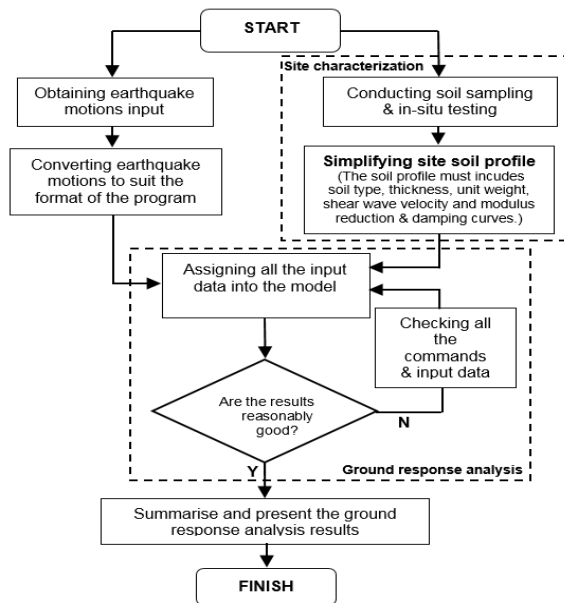 START
Site characterization
Obtaining earthquake
motions input
Conducting soil sampling
& in-situ testing
Converting earthquake
motions to suit the
format of the program
Simplifying site soil profile
(The soil profile must incudes
soil type, thickness, unit weight,
shear wave velocity and modulus
reduction & damping curves.)
Assigning all the input
data into the model
Checking all
the
commands
& input data
Are the results
reasonably
good?
N
Y
Ground response analysis
Summarise and present the ground
response analysis results
FINISH